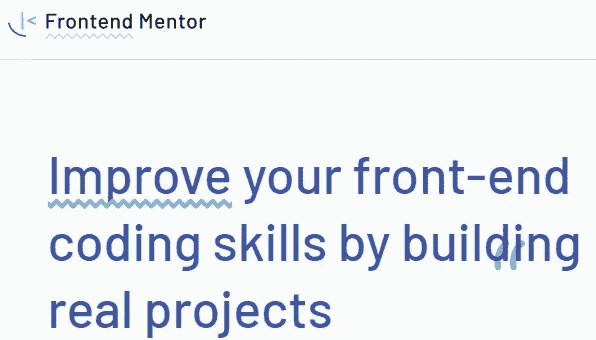 Frontend Mentor
Improve your front-end
coding skills by building
real projects